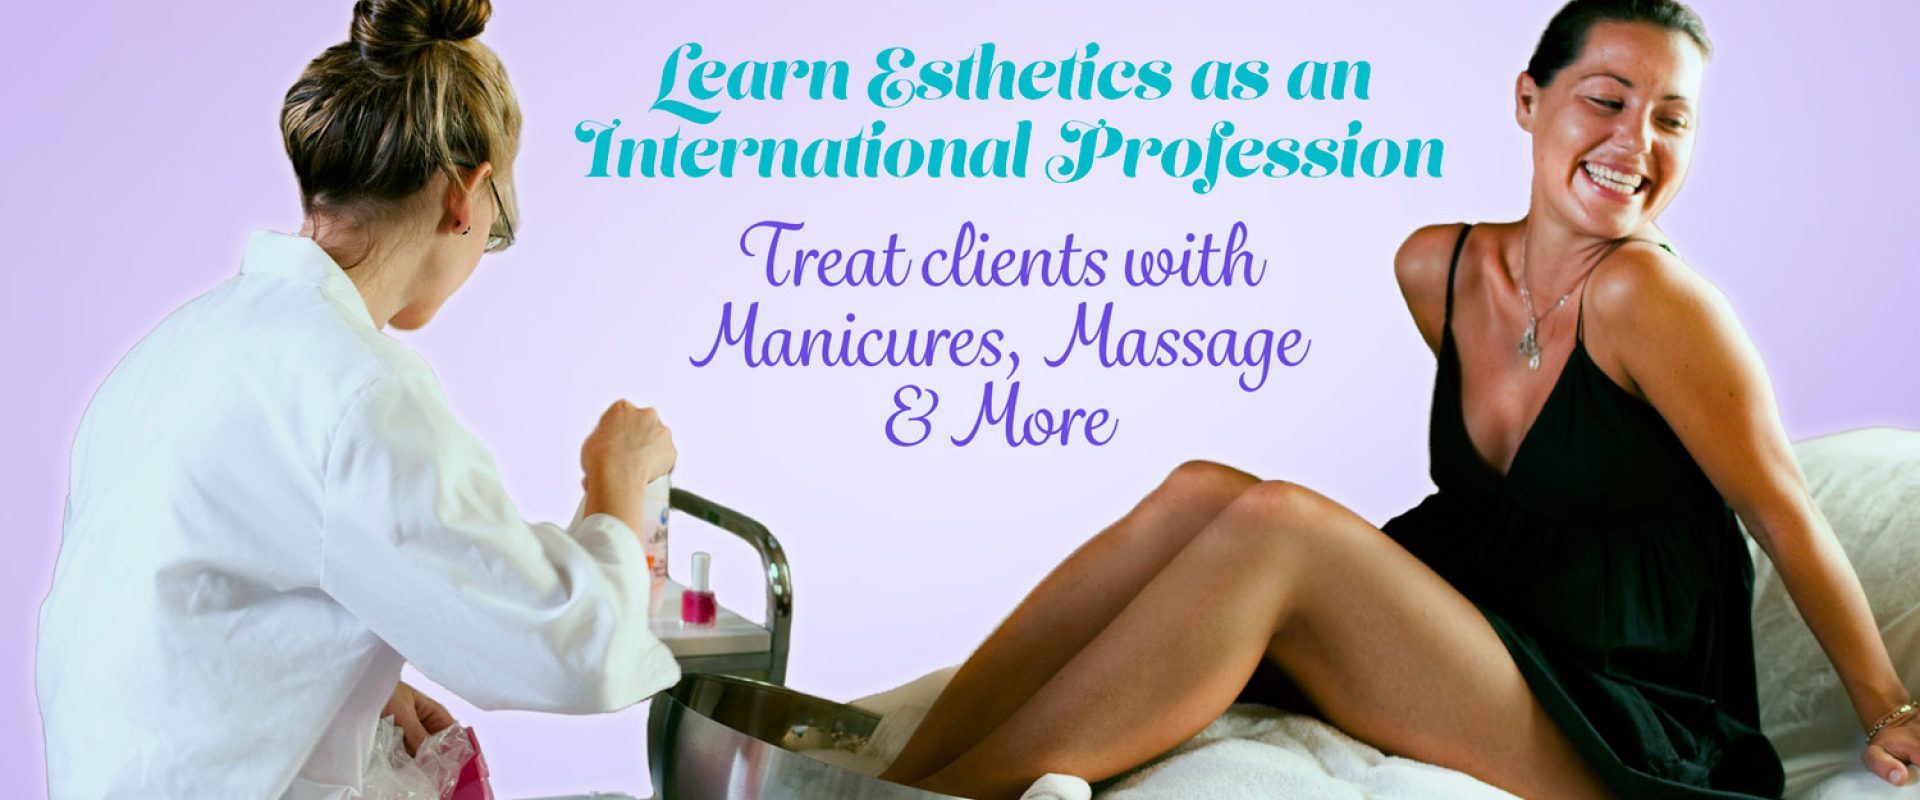 Learn Esthetics as an
International Profession
Treat clients with
Manicures, Massage
& More